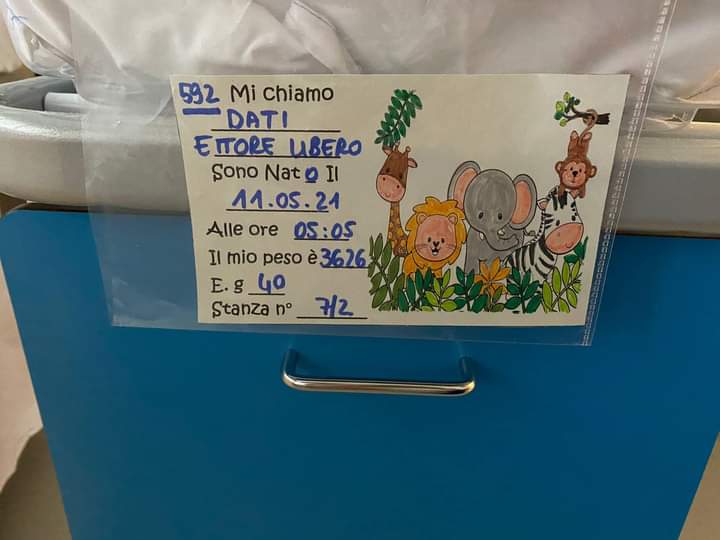 592 Mi chiamo
DATI
ETTORE LIBERO
Sono Nato Il
11.05.21
Alle ore 05:05
Il mio peso è 3626
E. g 40
Stanza n° 7/2